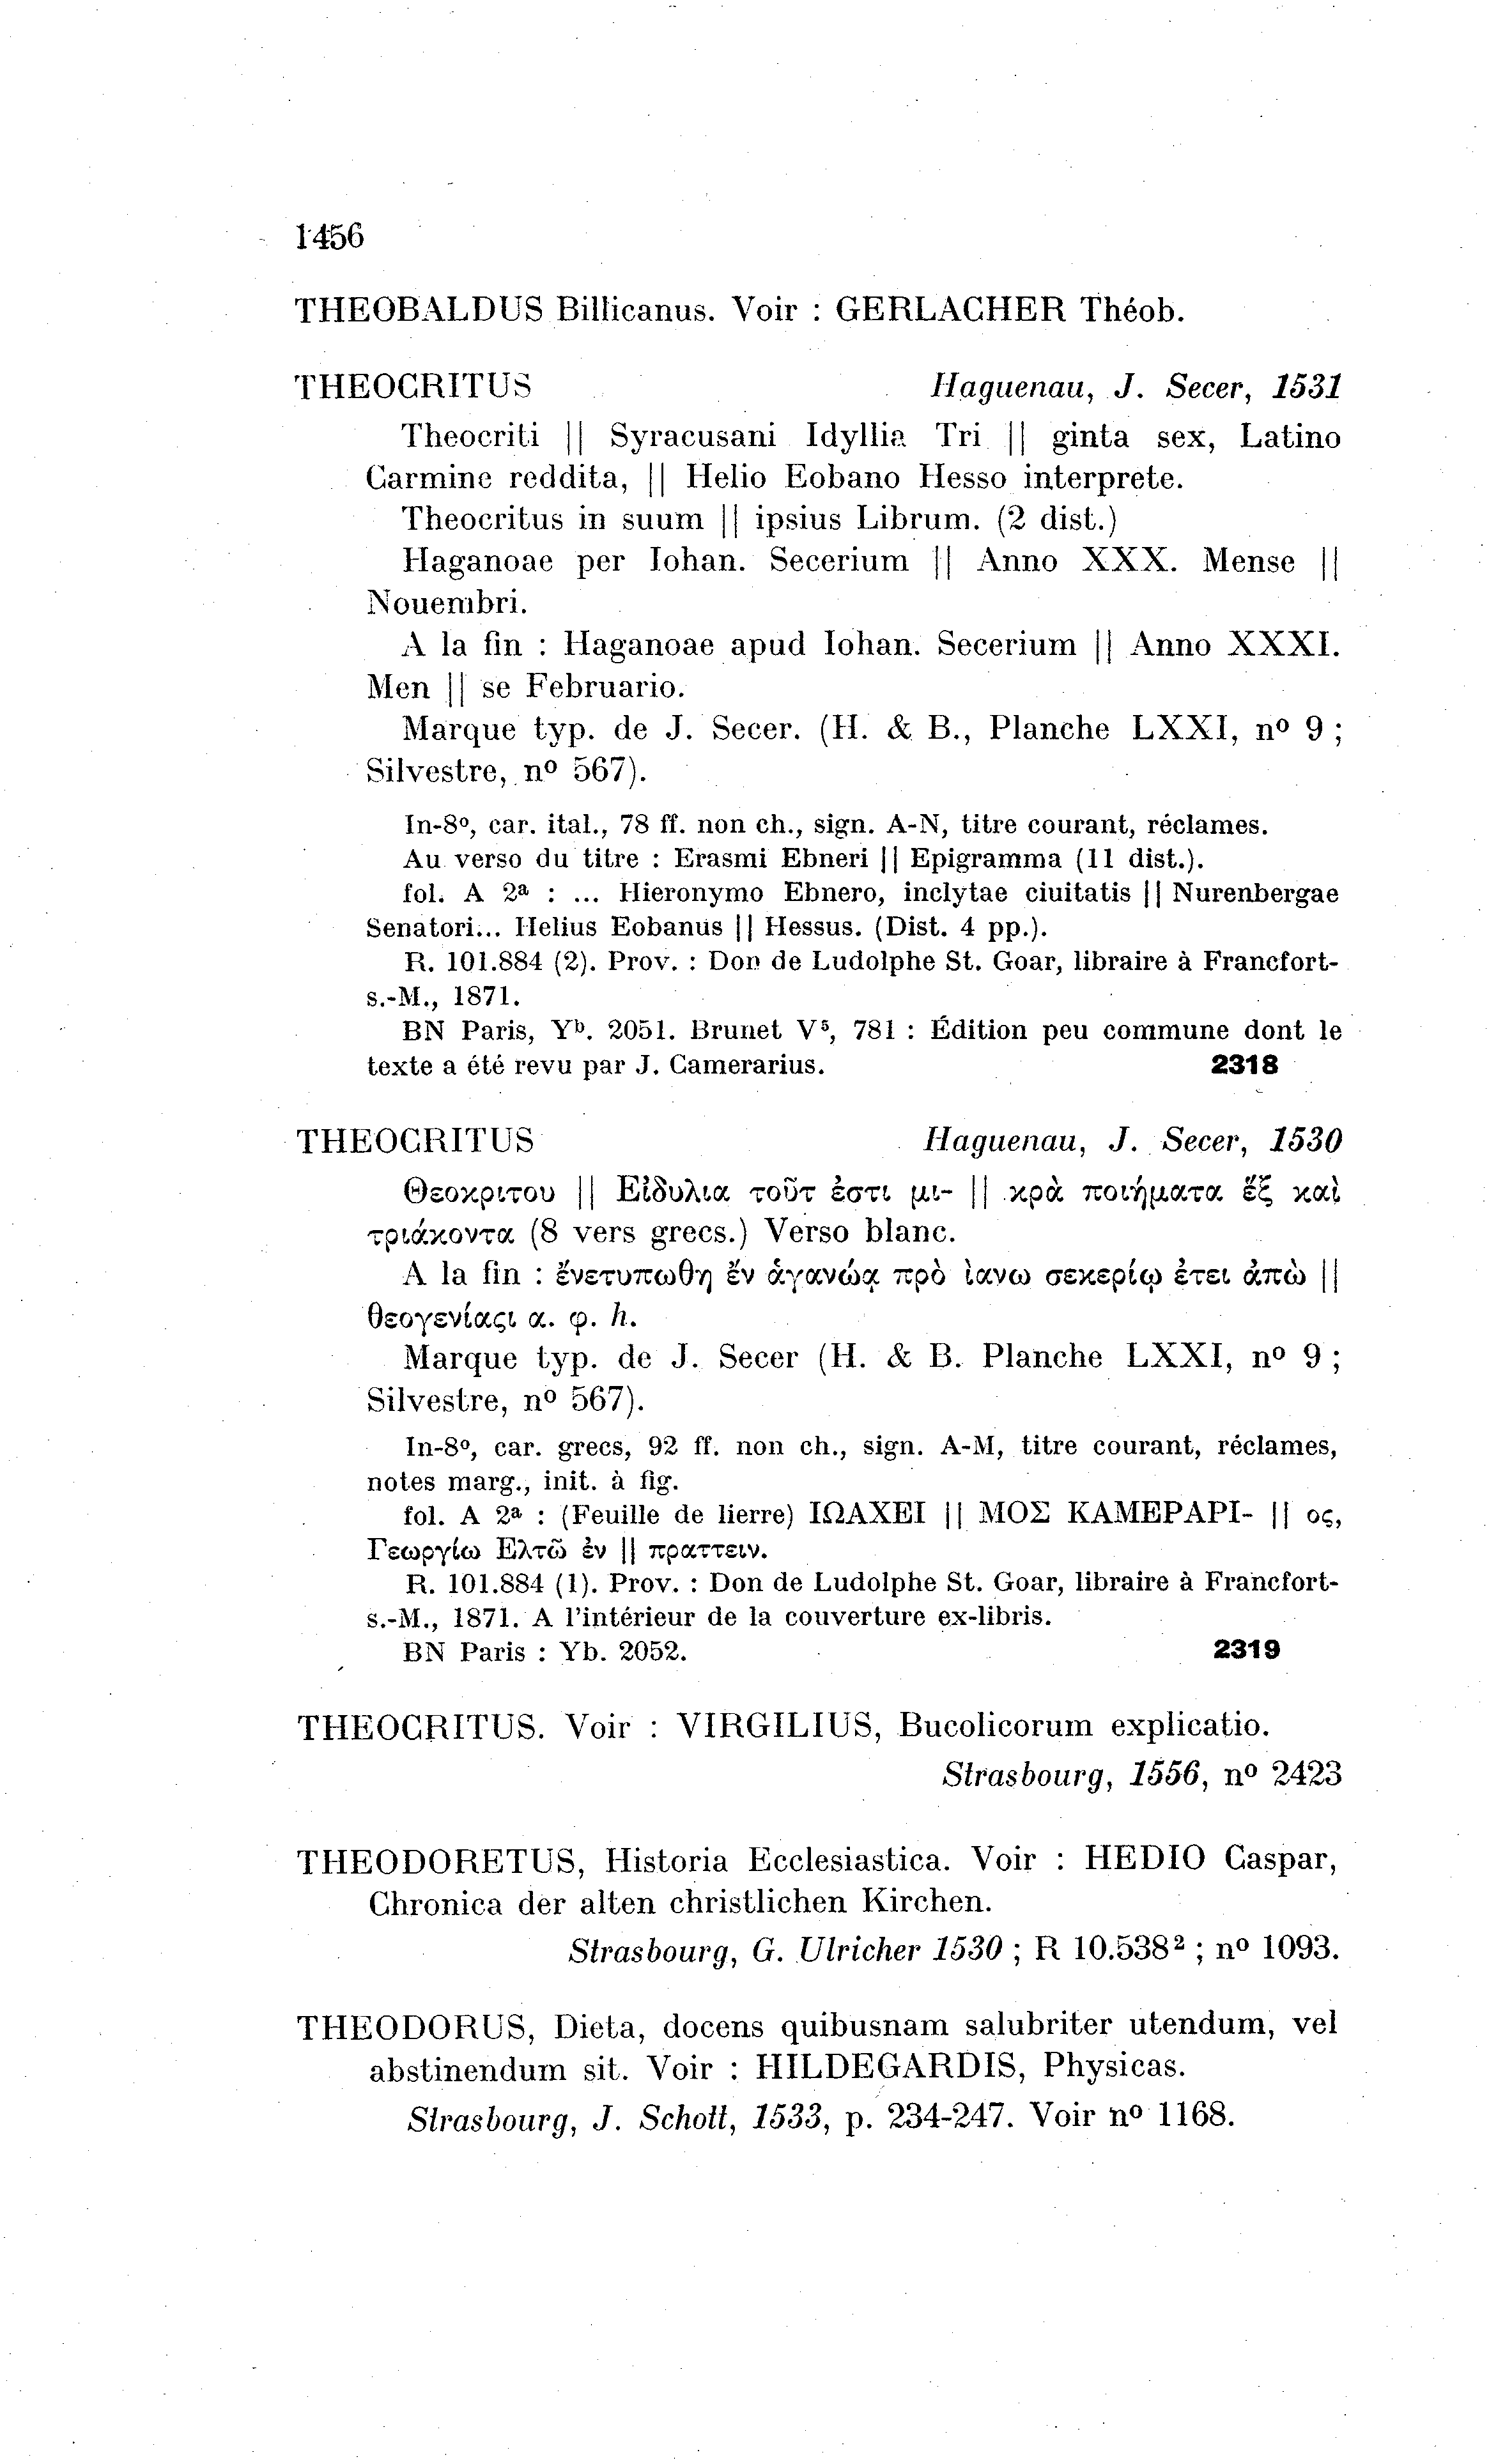 1456
THEOBALDUS Billicanus. Voir : GERLACHER Théob.
THEOCRITUS Haguenau, J. Secer, 1531
Theocriti || Syracusani Idyllia Tri || ginta sex, Latino
Carmine reddita, || Helio Eobano Hesso interprete.
Theocritus in suum || ipsius Librum. (2 dist.)
Haganoae per Iohan. Secerium || Anno XXX. Mense ||
Nouembri.
A la fin : Haganoae apud Iohan. Secerium || Anno XXXI.
Men || se Februario.
Marque typ. de J. Secer. (H. & B., Planche LXXI, nº 9 ;
Silvestre, nº 567).
In-8º, car. ital., 78 ff. non ch., sign. A-N, titre courant, réclames.
Au verso du titre : Erasmi Ebneri || Epigramma (11 dist.).
fol. A 2ª : ... Hieronymo Ebnero, inclytae ciuitatis || Nurenbergae
Senatori... Helius Eobanus || Hessus. (Dist. 4 pp.).
R. 101.884 (2). Prov. : Don de Ludolphe St. Goar, libraire à Francfort-
s.-M., 1871.
BN Paris, Yᵇ. 2051. Brunet V⁵, 781 : Édition peu commune dont le
texte a été revu par J. Camerarius. 2318
THEOCRITUS Haguenau, J. Secer, 1530
Θεοκριτου || Εἰδυλια τοῦτ ἐστι μι- || κρὰ ποιήματα ἕξ καὶ
τριάκοντα (8 vers grecs.) Verso blanc.
A la fin : ἔνετυπωθη ἔν ἁγανώᾳ πρὸ ἰανω σεκερίῳ ἐτει ἀπὼ ||
θεογενίαςι α. φ. h.
Marque typ. de J. Secer (H. & B. Planche LXXI, nº 9 ;
Silvestre, nº 567).
In-8º, car. grecs, 92 ff. non ch., sign. A-M, titre courant, réclames,
notes marg., init. à fig.
fol. A 2ª : (Feuille de lierre) ΙΩΑΧΕΙ || ΜΟΣ ΚΑΜΕΡΑΡΙ- || ος,
Γεωργίω Ελτῶ ἐν || πραττειν.
R. 101.884 (1). Prov. : Don de Ludolphe St. Goar, libraire à Francfort-
s.-M., 1871. A l'intérieur de la couverture ex-libris.
BN Paris : Yb. 2052. 2319
THEOCRITUS. Voir : VIRGILIUS, Bucolicorum explicatio.
Strasbourg, 1556, nº 2423
THEODORETUS, Historia Ecclesiastica. Voir : HEDIO Caspar,
Chronica der alten christlichen Kirchen.
Strasbourg, G. Ulricher 1530 ; R 10.538² ; nº 1093.
THEODORUS, Dieta, docens quibusnam salubriter utendum, vel
abstinendum sit. Voir : HILDEGARDIS, Physicas.
Strasbourg, J. Schott, 1533, p. 234-247. Voir nº 1168.